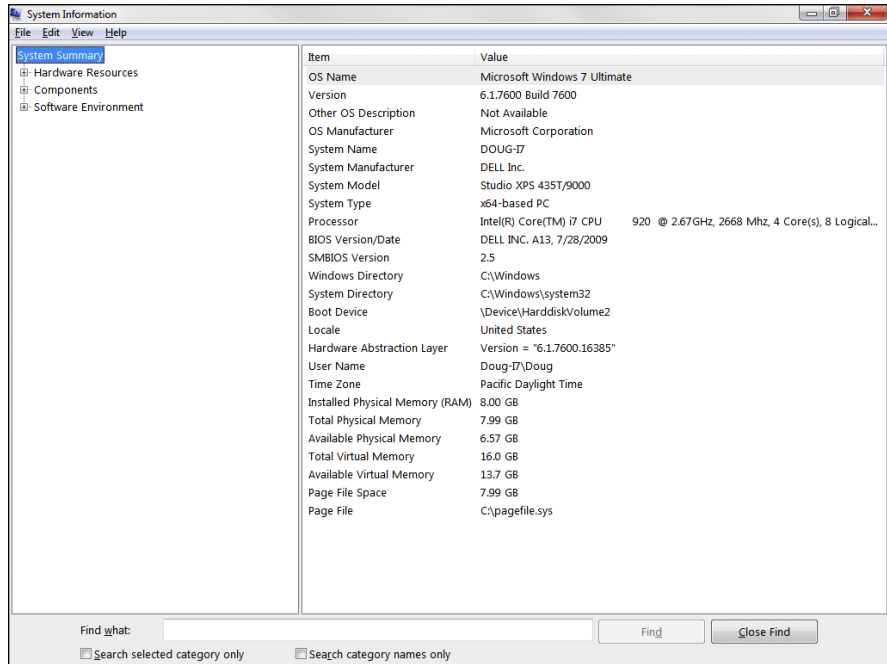 System Information
File Edit View Help
System Summary
Hardware Resources
Components
Software Environment
Item Value
OS Name Microsoft Windows 7 Ultimate
Version 6.1.7600 Build 7600
Other OS Description Not Available
OS Manufacturer Microsoft Corporation
System Name DOUG-I7
System Manufacturer DELL Inc.
System Model Studio XPS 435T/9000
System Type x64-based PC
Processor Intel(R) Core(TM) i7 CPU 920 @ 2.67GHz, 2668 Mhz, 4 Core(s), 8 Logical...
BIOS Version/Date DELL INC. A13, 7/28/2009
SMBIOS Version 2.5
Windows Directory C:\Windows
System Directory C:\Windows\system32
Boot Device \Device\HarddiskVolume2
Locale United States
Hardware Abstraction Layer Version = "6.1.7600.16385"
User Name Doug-I7\Doug
Time Zone Pacific Daylight Time
Installed Physical Memory (RAM) 8.00 GB
Total Physical Memory 7.99 GB
Available Physical Memory 6.57 GB
Total Virtual Memory 16.0 GB
Available Virtual Memory 13.7 GB
Page File Space 7.99 GB
Page File C:\pagefile.sys
Find what: Find Close Find
Search selected category only Search category names only